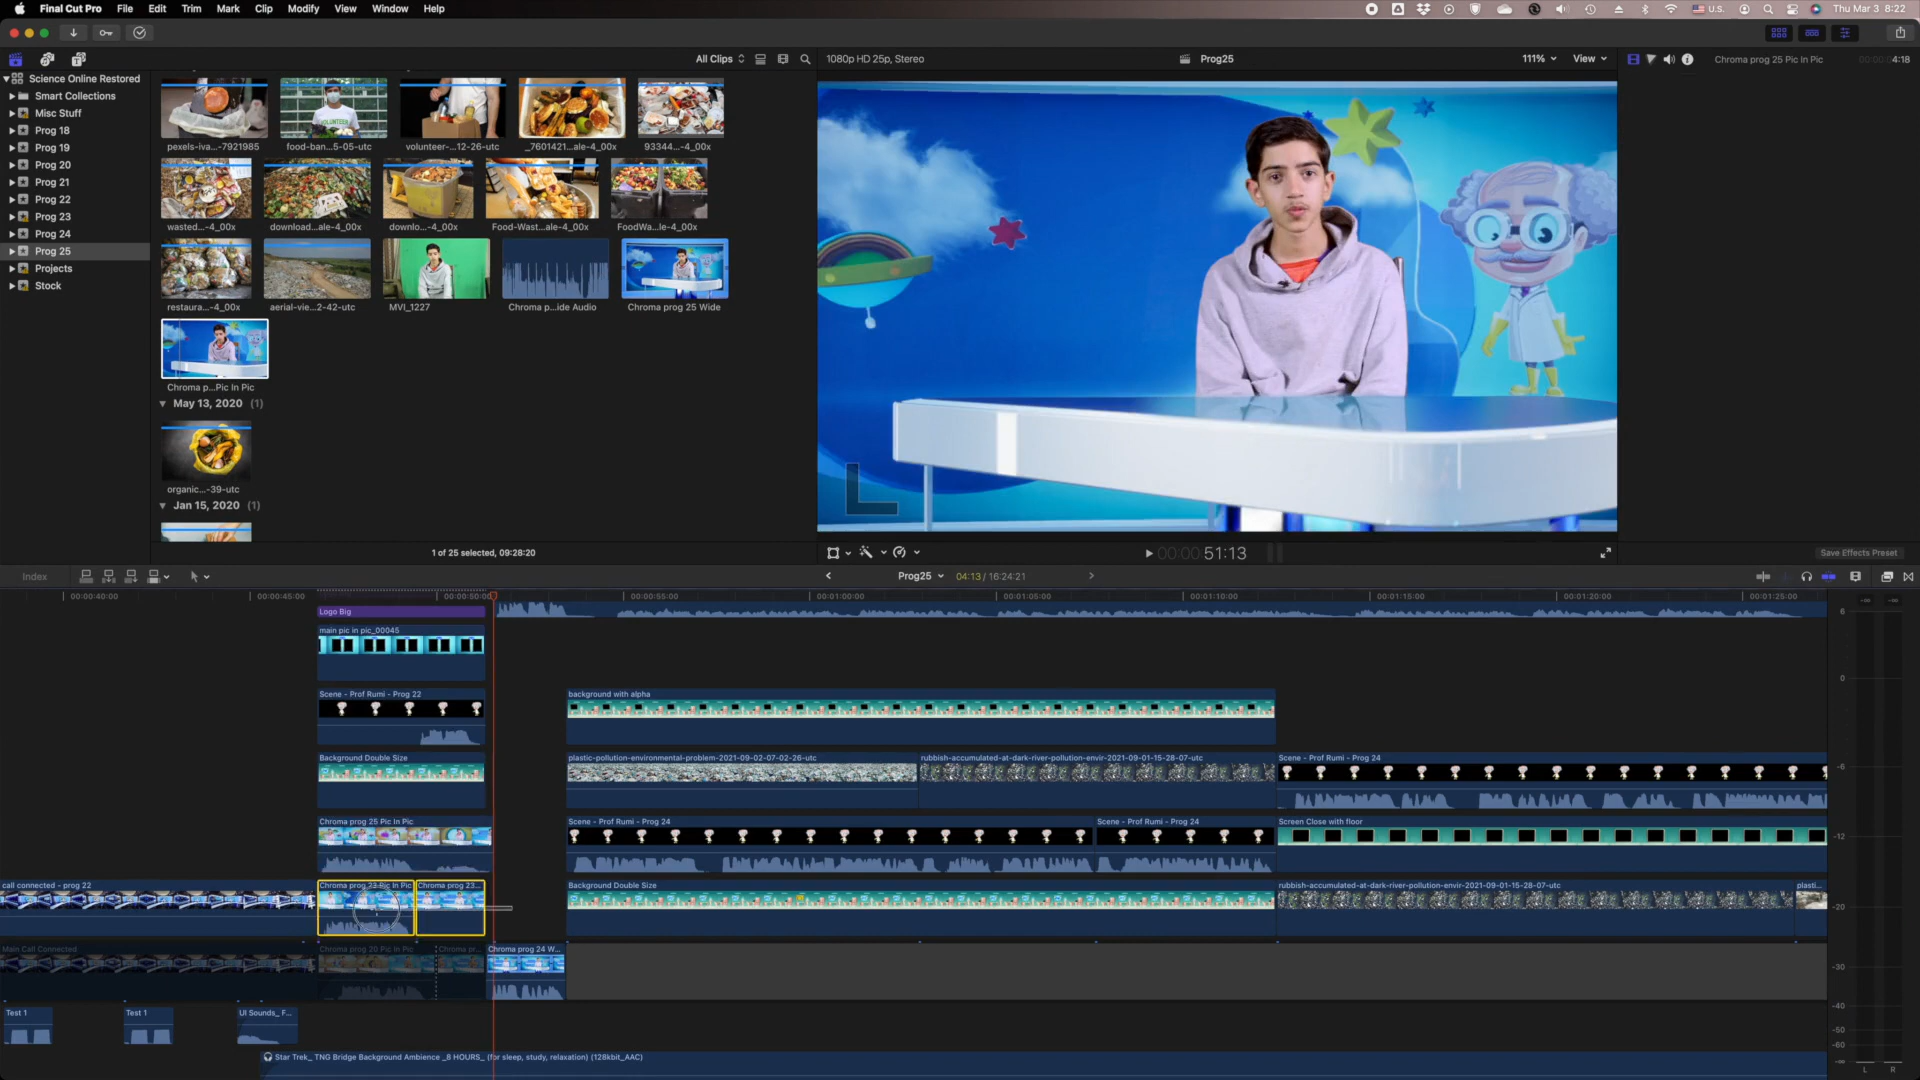 Final Cut Pro File Edit Trim Mark Clip Modify View Window Help
U.S. Thu Mar 3 8:22
All Clips
1080p HD 25p, Stereo
Prog25
111% View
Chroma prog 25 Pic In Pic
4:18
Science Online Restored
Smart Collections
Misc Stuff
Prog 18
Prog 19
Prog 20
Prog 21
Prog 22
Prog 23
Prog 24
Prog 25
Projects
Stock
pexels-iva...-7921985
food-ban...5-05-utc
volunteer-...12-26-utc
_7601421...ale-4_00x
93344...-4_00x
wasted...-4_00x
download...ale-4_00x
downlo...-4_00x
Food-Wast...ale-4_00x
FoodWa...le-4_00x
restaura...-4_00x
aerial-vie...2-42-utc
MVI_1227
Chroma p...ide Audio
Chroma prog 25 Wide
Chroma p...Pic In Pic
May 13, 2020 (1)
organic...-39-utc
Jan 15, 2020 (1)
1 of 25 selected, 09:28:20
00:00:51:13
Save Effects Preset
Index
Prog25
04:13 / 16:24:21
00:00:40:00
00:00:45:00
00:00:50:00
00:00:55:00
00:01:00:00
00:01:05:00
00:01:10:00
00:01:15:00
00:01:20:00
00:01:25:00
Logo Big
main pic in pic_00045
Scene - Prof Rumi - Prog 22
background with alpha
Background Double Size
plastic-pollution-environmental-problem-2021-09-02-07-02-26-utc
rubbish-accumulated-at-dark-river-pollution-envir-2021-09-01-15-28-07-utc
Scene - Prof Rumi - Prog 24
Chroma prog 25 Pic In Pic
Scene - Prof Rumi - Prog 24
Scene - Prof Rumi - Prog 24
Screen Close with floor
call connected - prog 22
Chroma prog 23 Pic In Pic
Chroma prog 23...
Background Double Size
rubbish-accumulated-at-dark-river-pollution-envir-2021-09-01-15-28-07-utc
plasti...
Main Call Connected
Chroma prog 20 Pic In Pic
Chroma pr...
Chroma prog 24 W...
Test 1
Test 1
UI Sounds_ F...
Star Trek_ TNG Bridge Background Ambience _8 HOURS_ (for sleep, study, relaxation) (128kbit_AAC)
6
0
-6
-12
-20
-30
-40
-50
-60
-∞
L R